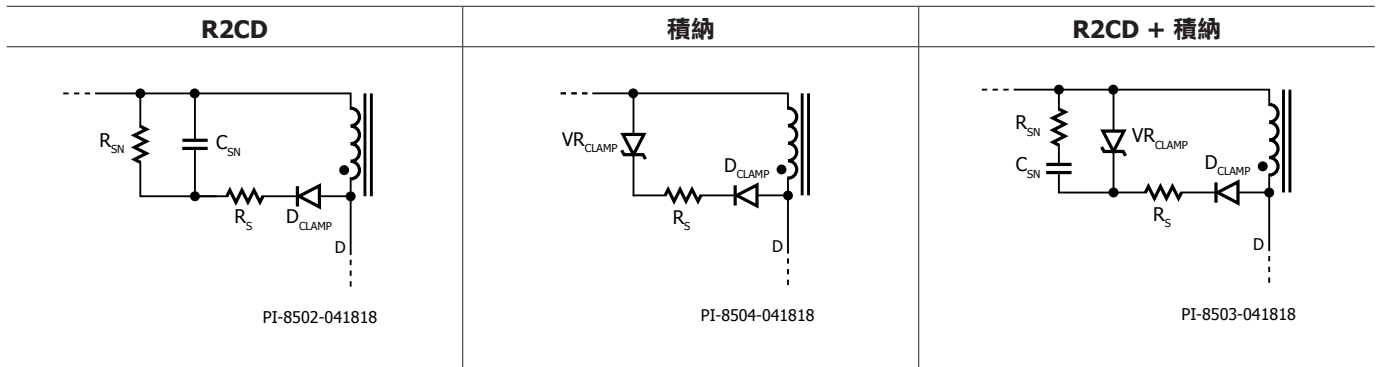 R2CD
積納
R2CD + 積納
R_SN
C_SN
R_S
D_CLAMP
D
PI-8502-041818
VR_CLAMP
D_CLAMP
R_S
D
PI-8504-041818
R_SN
C_SN
VR_CLAMP
D_CLAMP
R_S
D
PI-8503-041818